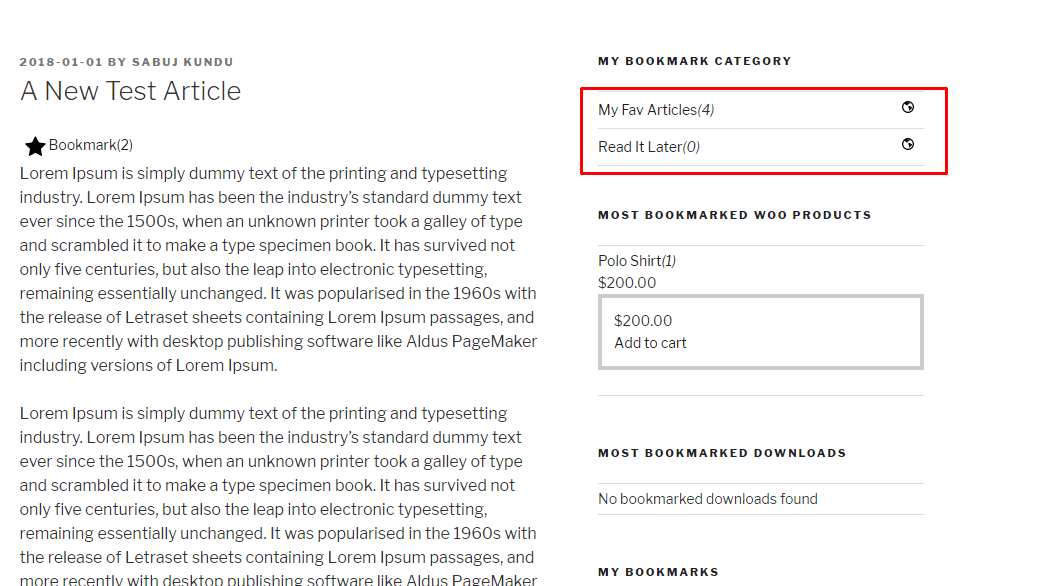 2018-01-01 BY SABUJ KUNDU
A New Test Article
Bookmark(2)
Lorem Ipsum is simply dummy text of the printing and typesetting
industry. Lorem Ipsum has been the industry's standard dummy text
ever since the 1500s, when an unknown printer took a galley of type
and scrambled it to make a type specimen book. It has survived not
only five centuries, but also the leap into electronic typesetting,
remaining essentially unchanged. It was popularised in the 1960s with
the release of Letraset sheets containing Lorem Ipsum passages, and
more recently with desktop publishing software like Aldus PageMaker
including versions of Lorem Ipsum.
Lorem Ipsum is simply dummy text of the printing and typesetting
industry. Lorem Ipsum has been the industry's standard dummy text
ever since the 1500s, when an unknown printer took a galley of type
and scrambled it to make a type specimen book. It has survived not
only five centuries, but also the leap into electronic typesetting,
remaining essentially unchanged. It was popularised in the 1960s with
the release of Letraset sheets containing Lorem Ipsum passages, and
more recently with desktop publishing software like Aldus PageMaker
MY BOOKMARK CATEGORY
My Fav Articles(4)
Read It Later(0)
MOST BOOKMARKED WOO PRODUCTS
Polo Shirt(1)
$200.00
$200.00
Add to cart
MOST BOOKMARKED DOWNLOADS
No bookmarked downloads found
MY BOOKMARKS